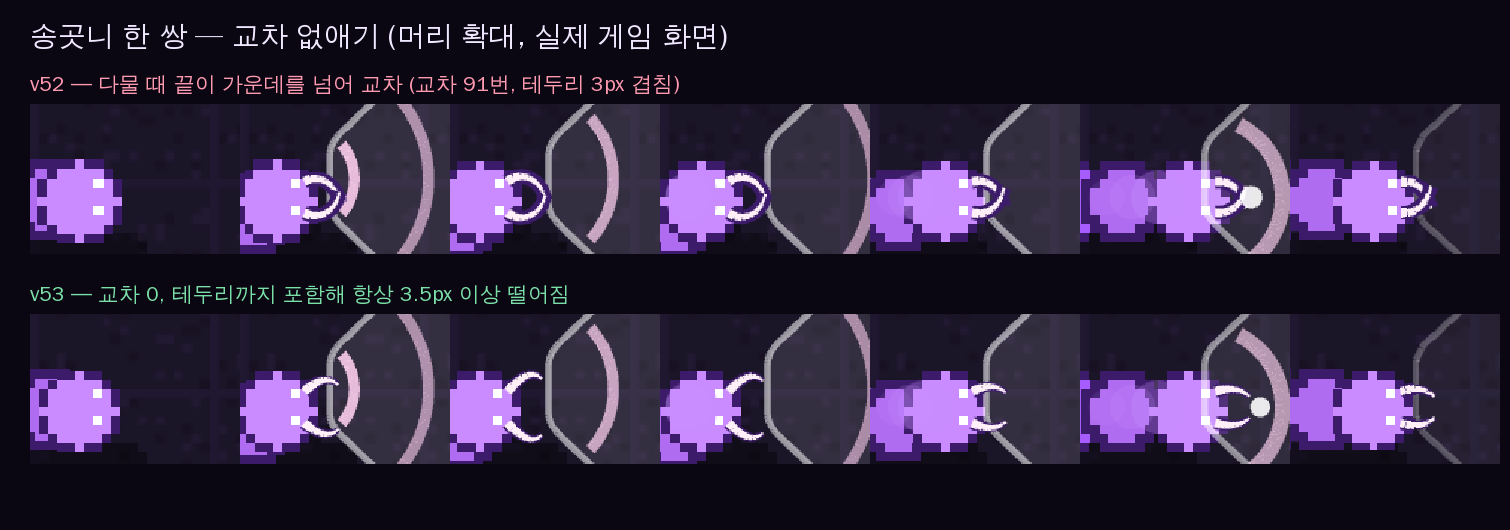 송곳니 한 쌍 — 교차 없애기 (머리 확대, 실제 게임 화면)
v52 — 다물 때 끝이 가운데를 넘어 교차 (교차 91번, 테두리 3px 겹침)
v53 — 교차 0, 테두리까지 포함해 항상 3.5px 이상 떨어짐